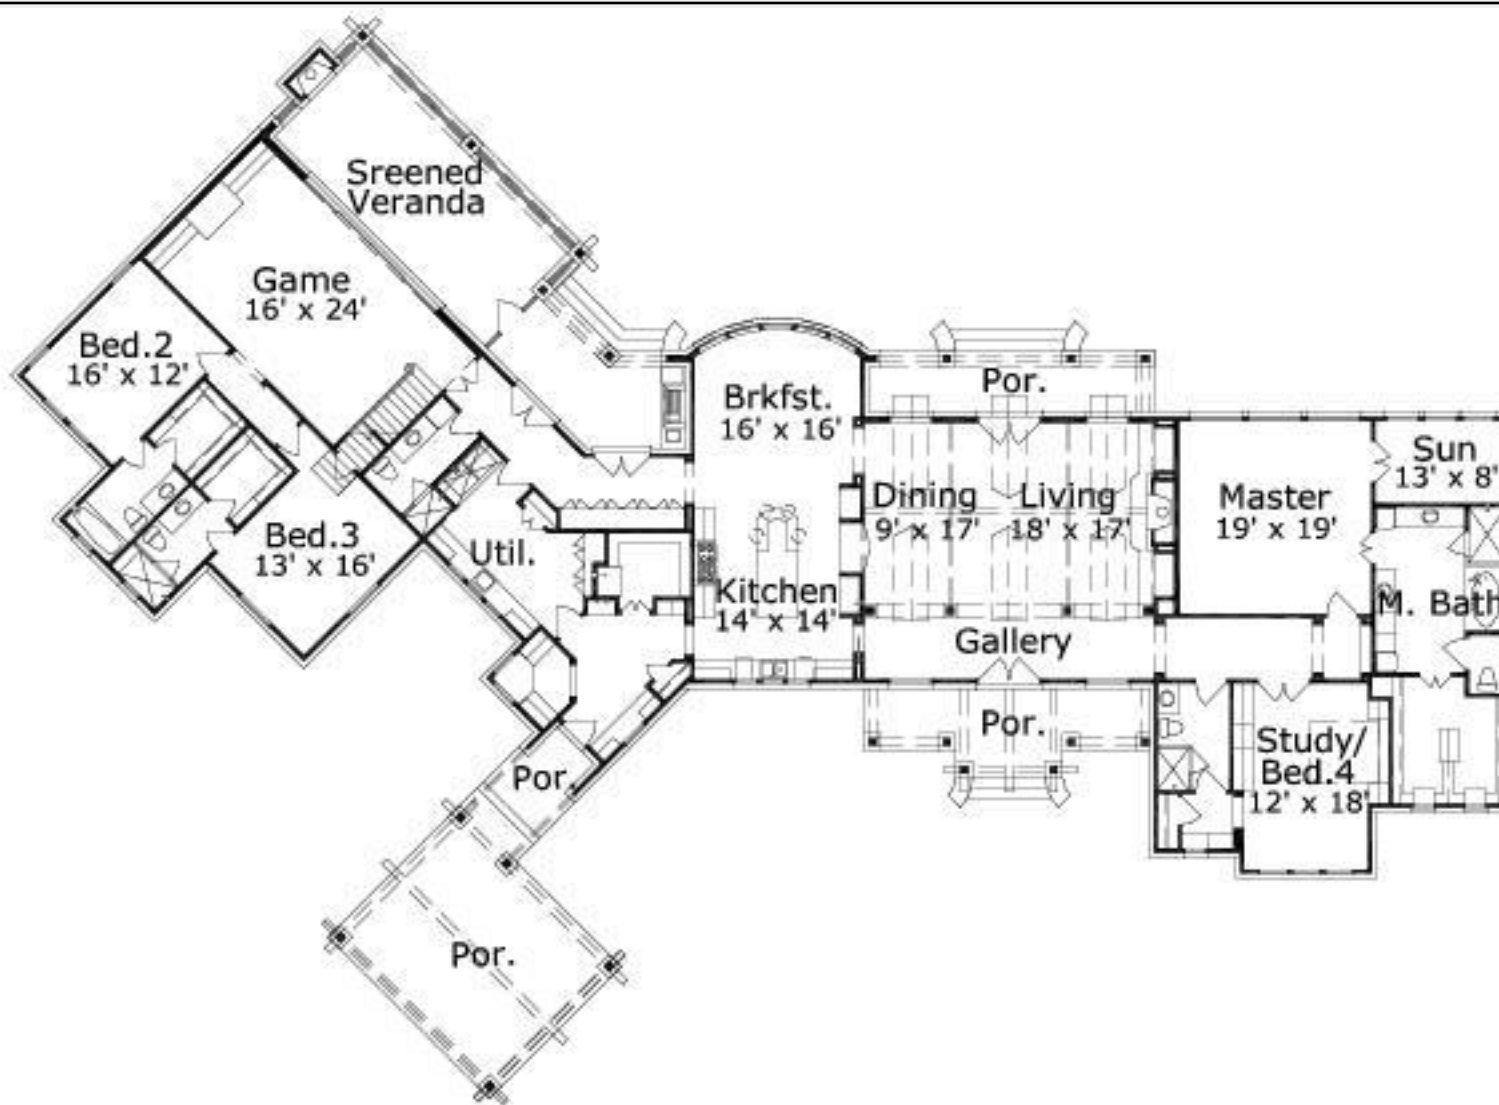 Sreened
Veranda
Game
16' x 24'
Bed.2
16' x 12'
Por.
Brkfst.
16' x 16'
Sun
13' x 8'
Dining
9' x 17'
Living
18' x 17'
Master
19' x 19'
Bed.3
13' x 16'
Util.
Kitchen
14' x 14'
M. Bath
Gallery
Por.
Study/
Bed.4
12' x 18'
Por.
Por.